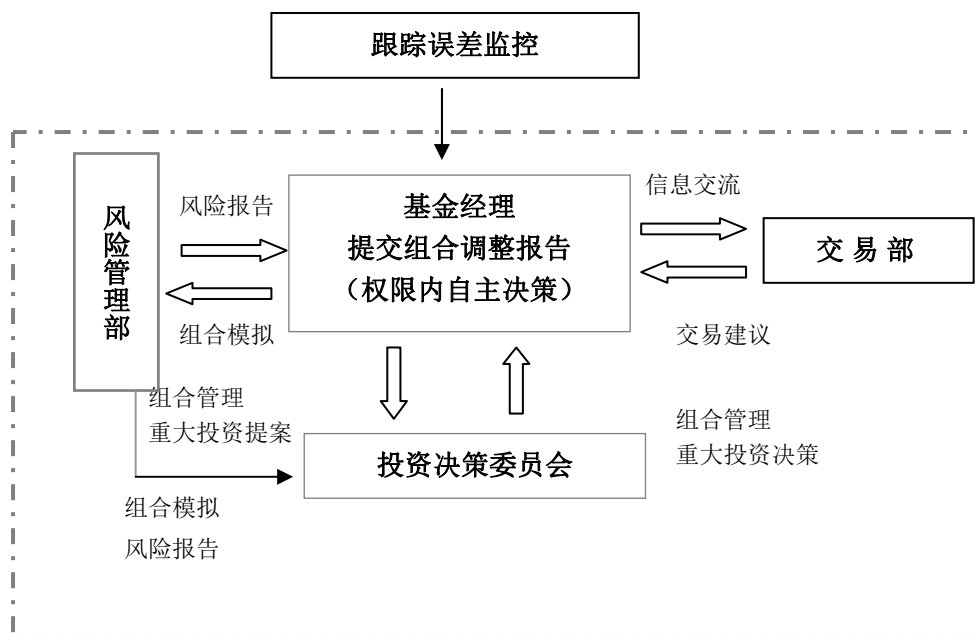 跟踪误差监控
风险管理部
风险报告
组合模拟
基金经理
提交组合调整报告
（权限内自主决策）
信息交流
交易部
交易建议
组合管理
重大投资提案
投资决策委员会
组合管理
重大投资决策
组合模拟
风险报告